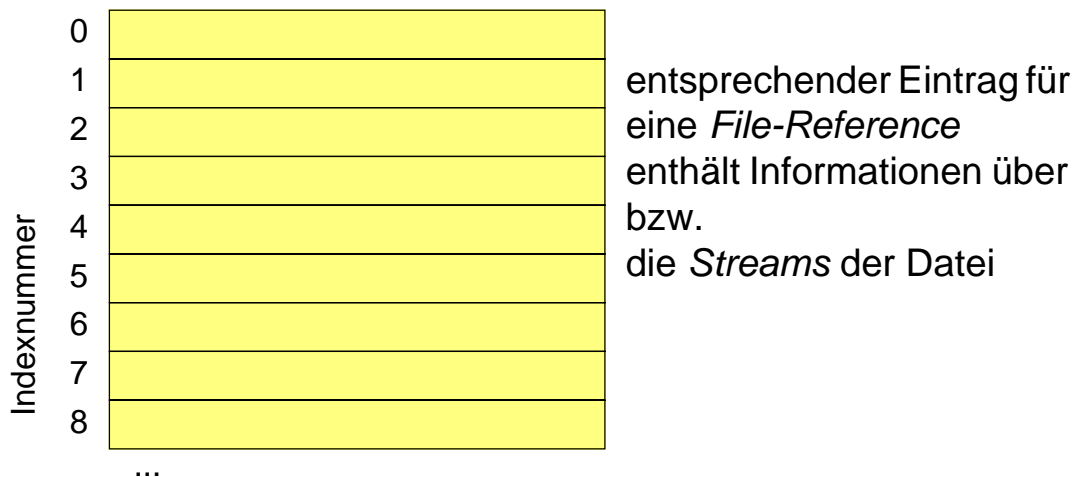 0
1
2
3
4
5
6
7
8
...
Indexnummer
entsprechender Eintrag für
eine File-Reference
enthält Informationen über
bzw.
die Streams der Datei